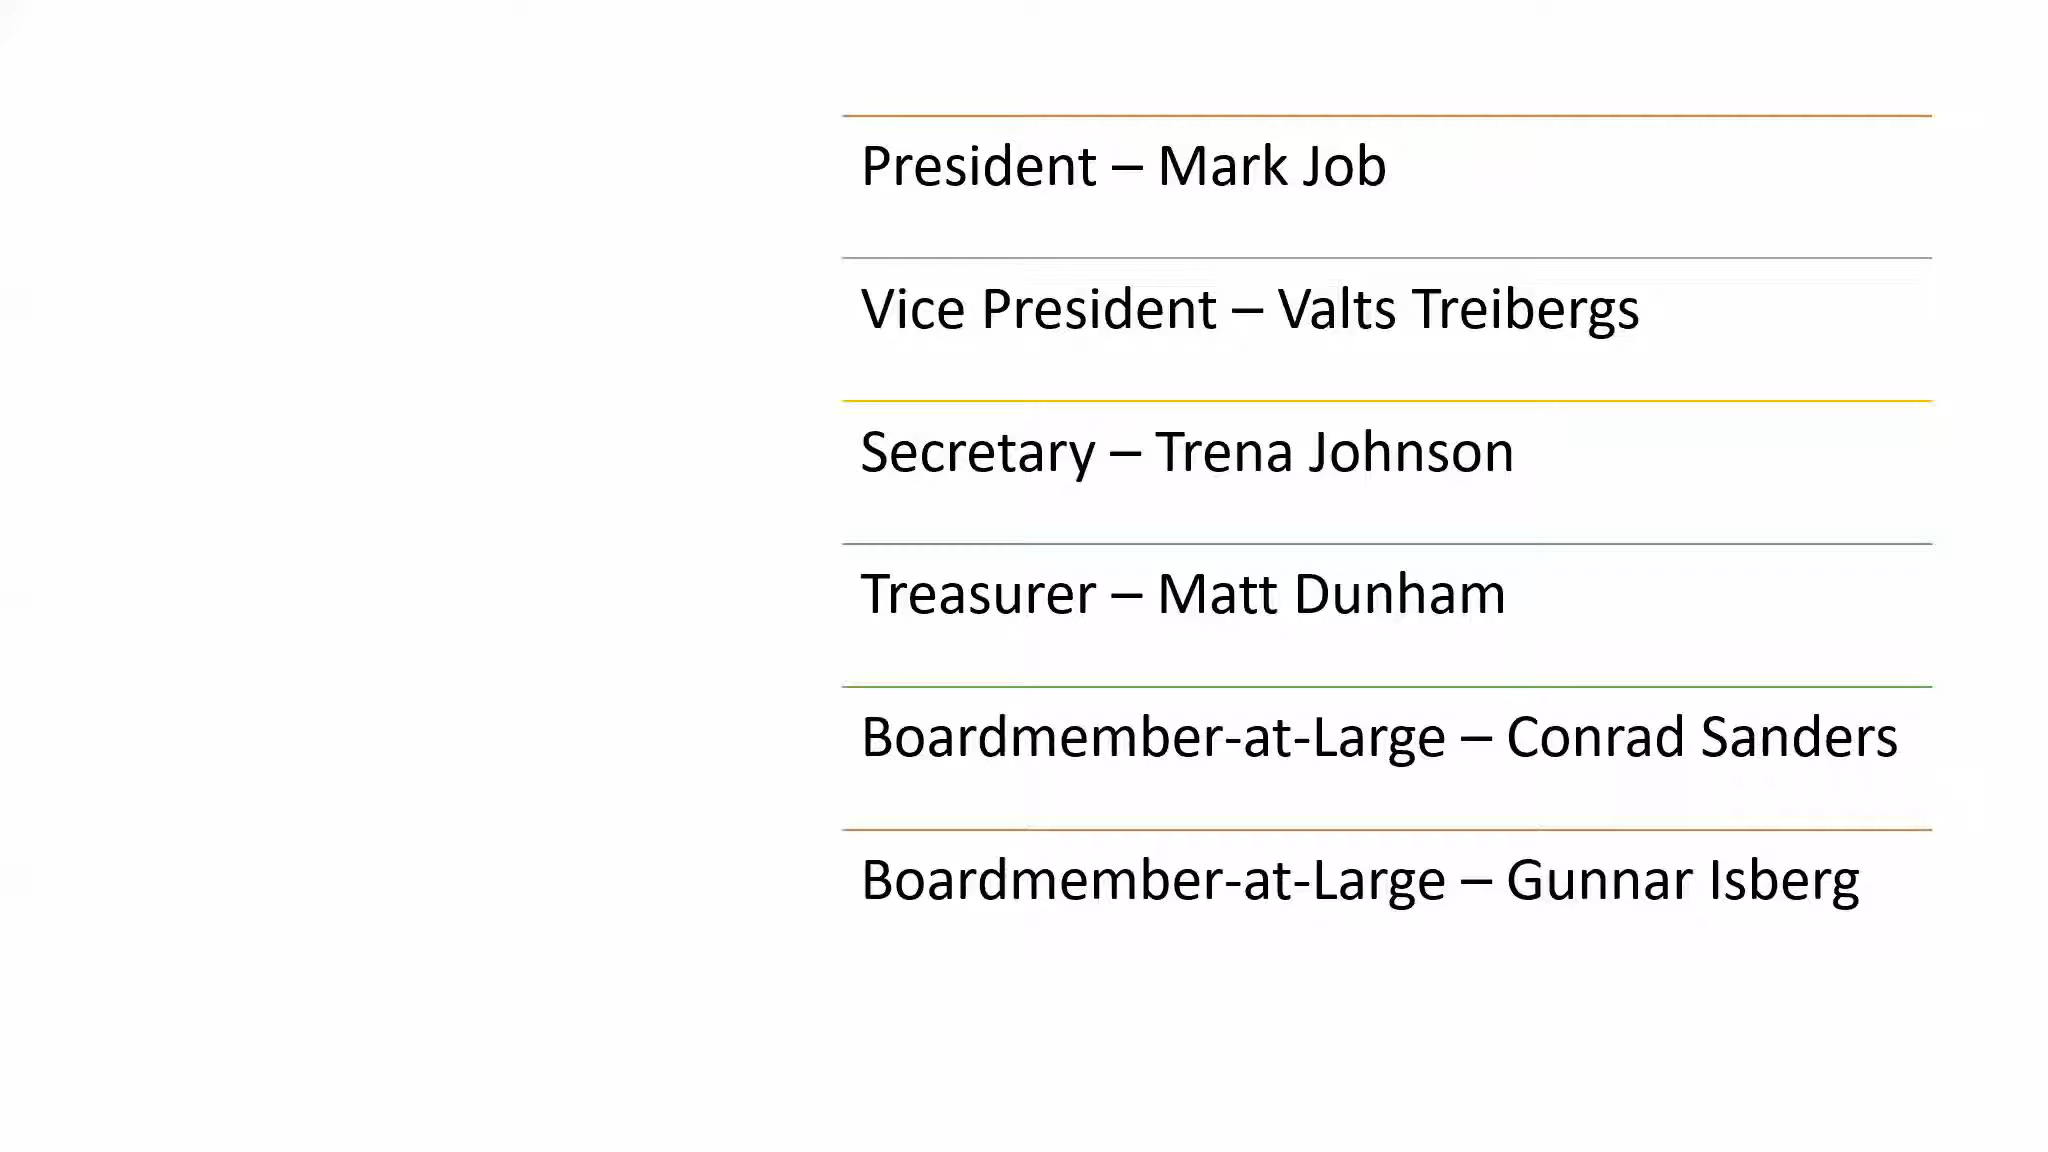 President – Mark Job
Vice President – Valts Treibergs
Secretary – Trena Johnson
Treasurer – Matt Dunham
Boardmember-at-Large – Conrad Sanders
Boardmember-at-Large – Gunnar Isberg